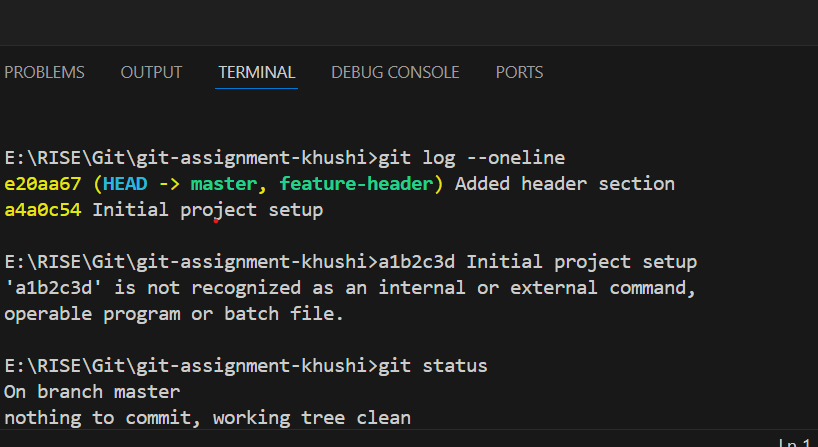 PROBLEMS OUTPUT TERMINAL DEBUG CONSOLE PORTS
E:\RISE\Git\git-assignment-khushi>git log --oneline
e20aa67 (HEAD -> master, feature-header) Added header section
a4a0c54 Initial project setup
E:\RISE\Git\git-assignment-khushi>a1b2c3d Initial project setup
'a1b2c3d' is not recognized as an internal or external command,
operable program or batch file.
E:\RISE\Git\git-assignment-khushi>git status
On branch master
nothing to commit, working tree clean
Ln 1